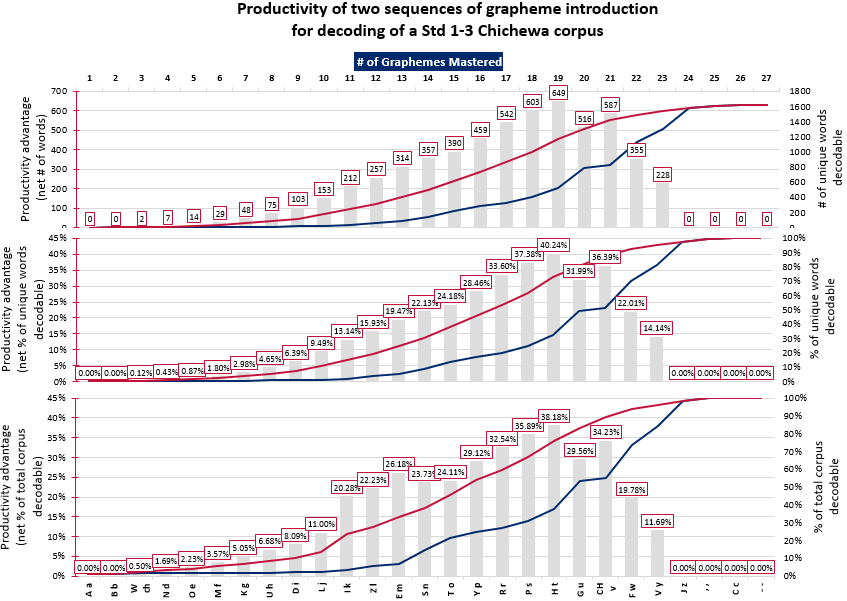 Productivity of two sequences of grapheme introduction
for decoding of a Std 1-3 Chichewa corpus
# of Graphemes Mastered
1 2 3 4 5 6 7 8 9 10 11 12 13 14 15 16 17 18 19 20 21 22 23 24 25 26 27
Productivity advantage
(net # of words)
700
600
500
400
300
200
100
0
0 0 2 7 14 29 48 75 103 153 212 257 314 357 390 459 542 603 649 516 587 355 228 0 0 0 0
1800
1600
1400
1200
1000
800
600
400
200
0
# of unique words
decodable
Productivity advantage
(net % of unique words
decodable)
45%
40%
35%
30%
25%
20%
15%
10%
5%
0%
0.00% 0.00% 0.12% 0.43% 0.87% 1.80% 2.98% 4.65% 6.39% 9.49% 13.14% 15.93% 19.47% 22.13% 24.18% 28.46% 33.60% 37.38% 40.24% 31.99% 36.39% 22.01% 14.14% 0.00% 0.00% 0.00% 0.00%
100%
90%
80%
70%
60%
50%
40%
30%
20%
10%
0%
% of unique words
decodable
Productivity advantage
(net % of total corpus
decodable)
45%
40%
35%
30%
25%
20%
15%
10%
5%
0%
0.00% 0.00% 0.50% 1.69% 2.23% 3.57% 5.05% 6.68% 8.09% 11.00% 20.28% 22.23% 26.18% 23.73% 24.11% 29.12% 32.54% 35.89% 38.18% 29.56% 34.23% 19.78% 11.69% 0.00% 0.00% 0.00% 0.00%
100%
90%
80%
70%
60%
50%
40%
30%
20%
10%
0%
% of total corpus
decodable
A a
B b
W ch
N d
O e
M f
K g
U h
D i
L j
I k
Z l
E m
S n
T o
Y p
R r
P s
H t
G u
CH v
F w
V y
J z
C c